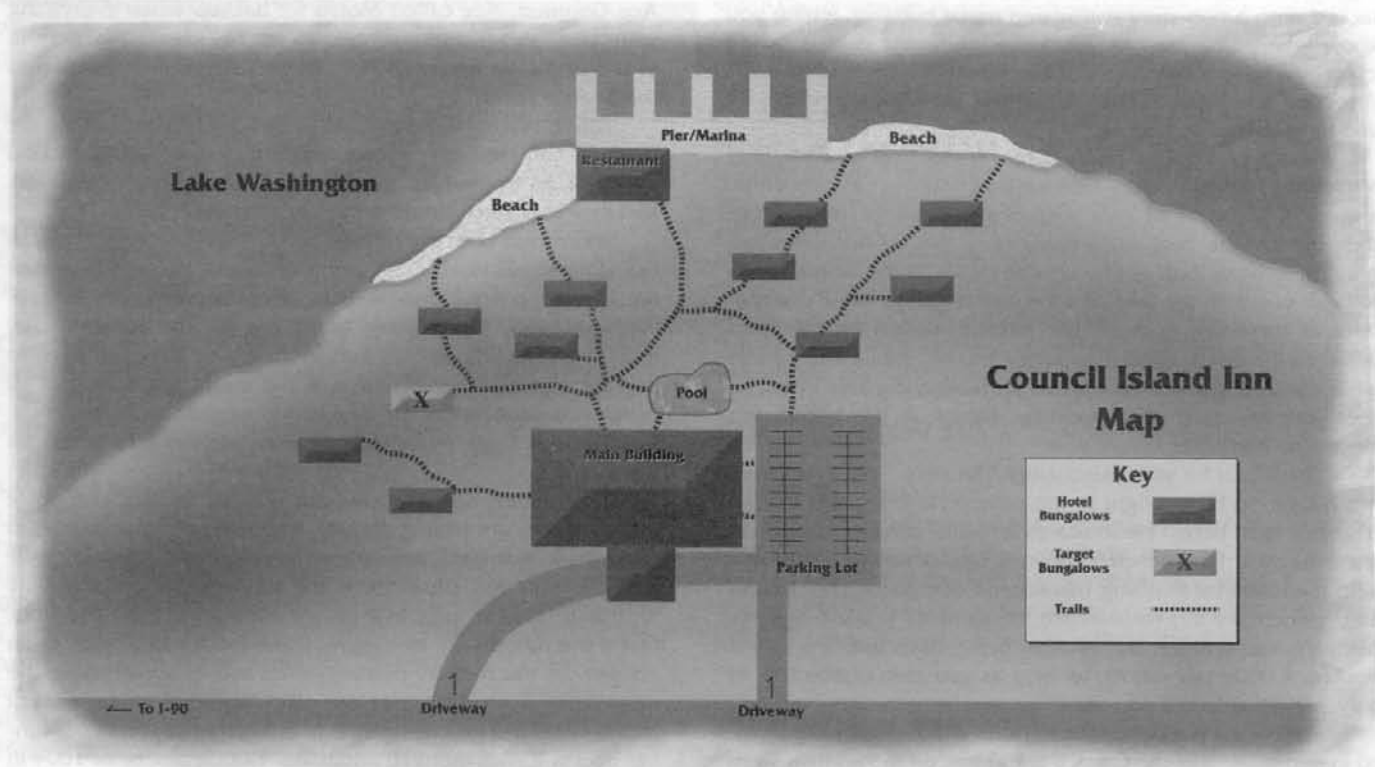 Pier/Marina
Beach
Restaurant
Lake Washington
Beach
Pool
X
Council Island Inn
Map
Main Building
Key
Hotel
Bungalows
Target
Bungalows
X
Trails
Parking Lot
1
1
← To I-90
Driveway
Driveway